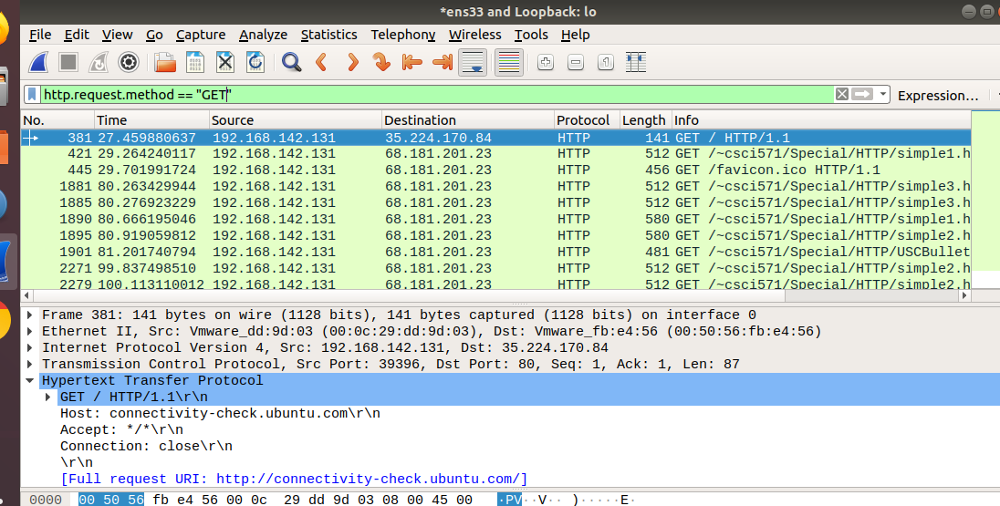 *ens33 and Loopback: lo
File Edit View Go Capture Analyze Statistics Telephony Wireless Tools Help
http.request.method == "GET" Expression…
No. Time Source Destination Protocol Length Info
381 27.459880637 192.168.142.131 35.224.170.84 HTTP 141 GET / HTTP/1.1
421 29.264240117 192.168.142.131 68.181.201.23 HTTP 512 GET /~csci571/Special/HTTP/simple1.h
445 29.701991724 192.168.142.131 68.181.201.23 HTTP 456 GET /favicon.ico HTTP/1.1
1881 80.263429944 192.168.142.131 68.181.201.23 HTTP 512 GET /~csci571/Special/HTTP/simple3.h
1885 80.276923229 192.168.142.131 68.181.201.23 HTTP 512 GET /~csci571/Special/HTTP/simple3.h
1890 80.666195046 192.168.142.131 68.181.201.23 HTTP 580 GET /~csci571/Special/HTTP/simple1.h
1895 80.919059812 192.168.142.131 68.181.201.23 HTTP 580 GET /~csci571/Special/HTTP/simple2.h
1901 81.201740794 192.168.142.131 68.181.201.23 HTTP 481 GET /~csci571/Special/HTTP/USCBullet
2271 99.837498510 192.168.142.131 68.181.201.23 HTTP 512 GET /~csci571/Special/HTTP/simple2.h
2279 100.113110012 192.168.142.131 68.181.201.23 HTTP 512 GET /~csci571/Special/HTTP/simple2.h
Frame 381: 141 bytes on wire (1128 bits), 141 bytes captured (1128 bits) on interface 0
Ethernet II, Src: Vmware_dd:9d:03 (00:0c:29:dd:9d:03), Dst: Vmware_fb:e4:56 (00:50:56:fb:e4:56)
Internet Protocol Version 4, Src: 192.168.142.131, Dst: 35.224.170.84
Transmission Control Protocol, Src Port: 39396, Dst Port: 80, Seq: 1, Ack: 1, Len: 87
Hypertext Transfer Protocol
GET / HTTP/1.1\r\n
Host: connectivity-check.ubuntu.com\r\n
Accept: */*\r\n
Connection: close\r\n
\r\n
[Full request URI: http://connectivity-check.ubuntu.com/]
0000 00 50 56 fb e4 56 00 0c 29 dd 9d 03 08 00 45 00 ·PV··V·· )·····E·